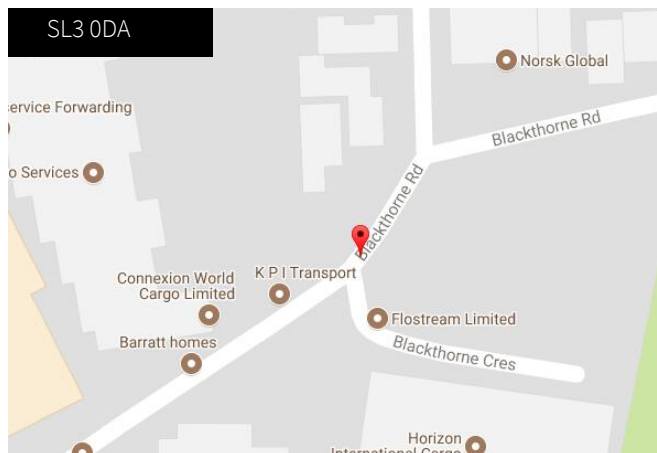 SL3 0DA
Norsk Global
ervice Forwarding
Blackthorne Rd
o Services
Blackthorne Rd
K P I Transport
Connexion World
Cargo Limited
Flostream Limited
Barratt homes
Blackthorne Cres
Horizon
International Cargo